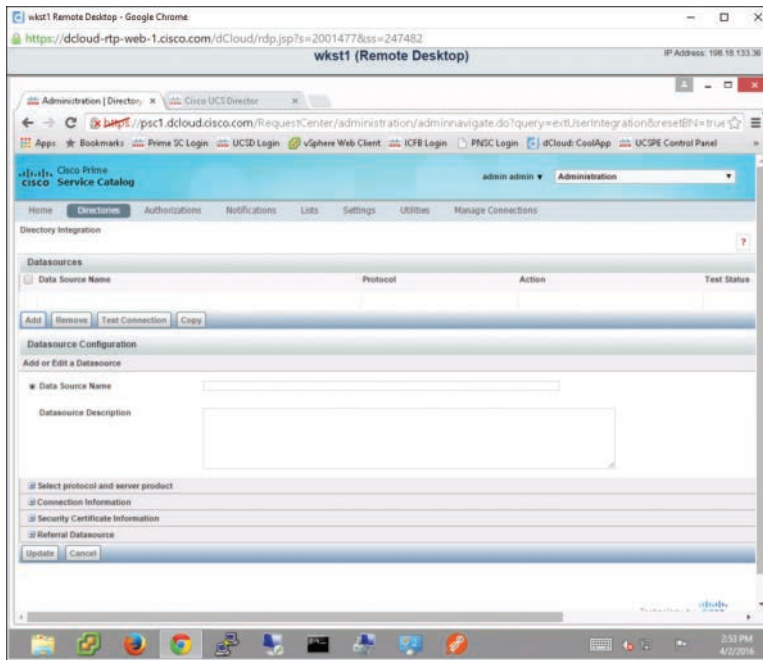 wkst1 Remote Desktop - Google Chrome
https://dcloud-rtp-web-1.cisco.com/dCloud/rdp.jsp?s=2001477&ss=247482
wkst1 (Remote Desktop)
IP Address: 198.18.133.36
Administration | Directory
Cisco UCS Director
https://psc1.dcloud.cisco.com/RequestCenter/administration/adminnavigate.do?query=extUserIntegration&resetBN=true
Apps Bookmarks Prime SC Login UCSD Login vSphere Web Client ICFB Login PNSC Login dCloud: CoolApp UCSPE Control Panel »
cisco Cisco Prime
Service Catalog
admin admin ▼ Administration
Home Directories Authorizations Notifications Lists Settings Utilities Manage Connections
Directory Integration
?
Datasources
Data Source Name Protocol Action Test Status
Add Remove Test Connection Copy
Datasource Configuration
Add or Edit a Datasource
Data Source Name
Datasource Description
Select protocol and server product
Connection Information
Security Certificate Information
Referral Datasource
Update Cancel
2:53 PM
4/2/2016